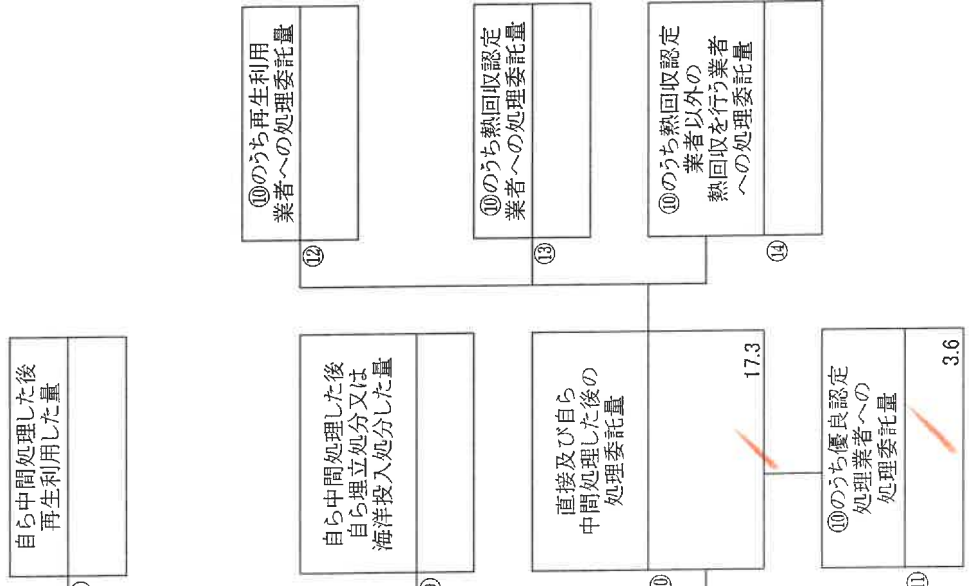 自ら中間処理した後
再生利用した量
自ら中間処理した後
自ら埋立処分又は
海洋投入処分した量
⑨
直接及び自ら
中間処理した後の
処理委託量
⑩
17.3
⑩のうち優良認定
処理業者への
処理委託量
⑪
3.6
⑩のうち再生利用
業者への処理委託量
⑫
⑩のうち熱回収認定
業者への処理委託量
⑬
⑩のうち熱回収認定
業者以外の
熱回収を行う業者
への処理委託量
⑭